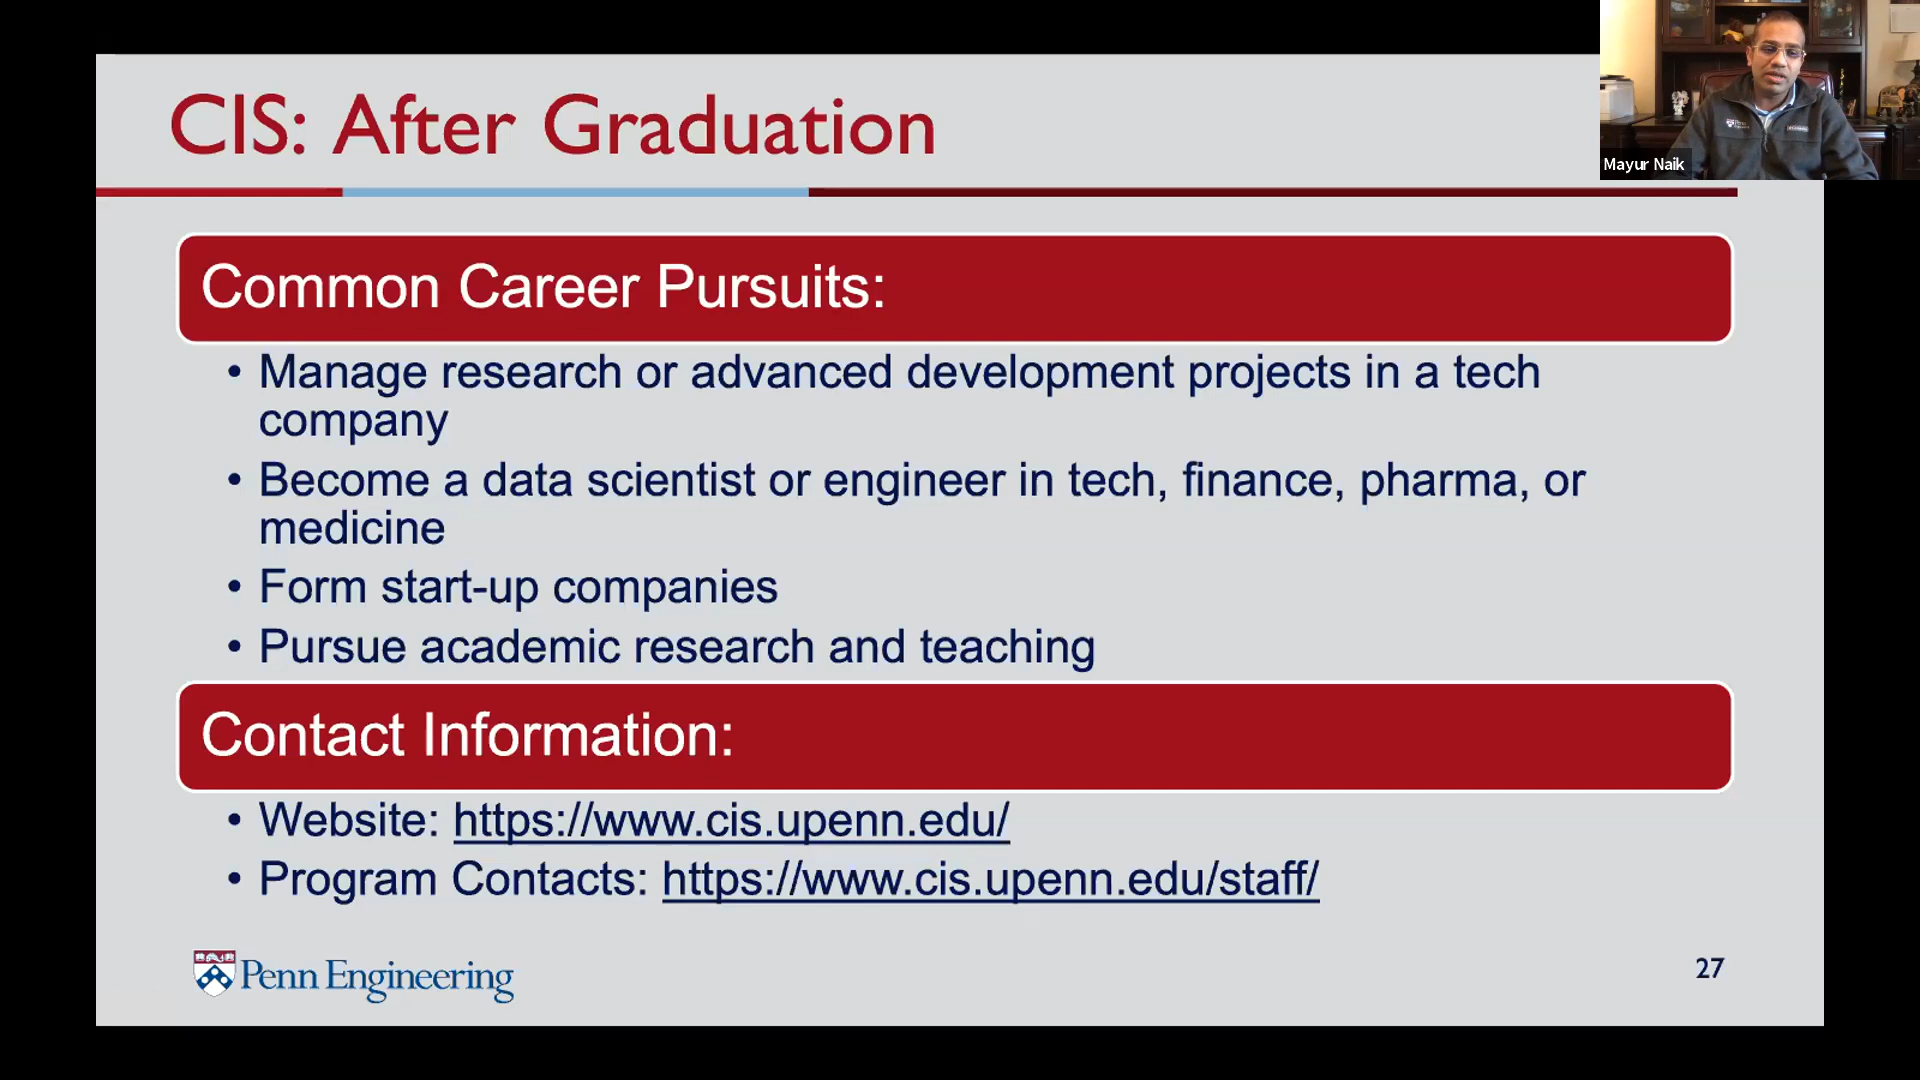 CIS: After Graduation
Mayur Naik
Common Career Pursuits:
• Manage research or advanced development projects in a tech
company
• Become a data scientist or engineer in tech, finance, pharma, or
medicine
• Form start-up companies
• Pursue academic research and teaching
Contact Information:
• Website: https://www.cis.upenn.edu/
• Program Contacts: https://www.cis.upenn.edu/staff/
Penn Engineering
27